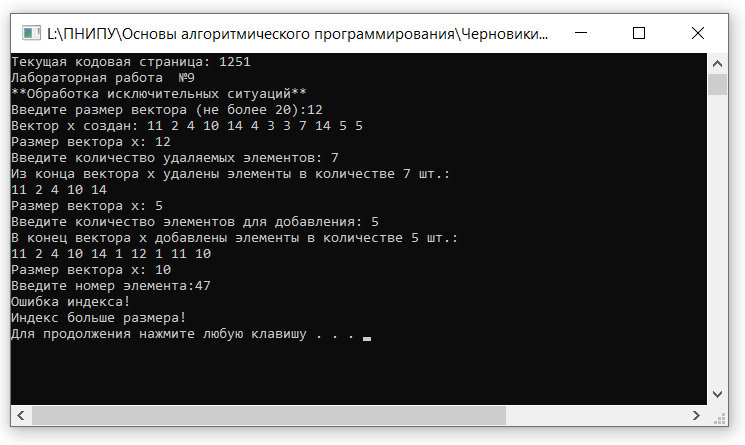 L:\ПНИПУ\Основы алгоритмического программирования\Черновики...
Текущая кодовая страница: 1251
Лабораторная работа  №9
**Обработка исключительных ситуаций**
Введите размер вектора (не более 20):12
Вектор x создан: 11 2 4 10 14 4 3 3 7 14 5 5
Размер вектора x: 12
Введите количество удаляемых элементов: 7
Из конца вектора x удалены элементы в количестве 7 шт.:
11 2 4 10 14
Размер вектора x: 5
Введите количество элементов для добавления: 5
В конец вектора x добавлены элементы в количестве 5 шт.:
11 2 4 10 14 1 12 1 11 10
Размер вектора x: 10
Введите номер элемента:47
Ошибка индекса!
Индекс больше размера!
Для продолжения нажмите любую клавишу . . .